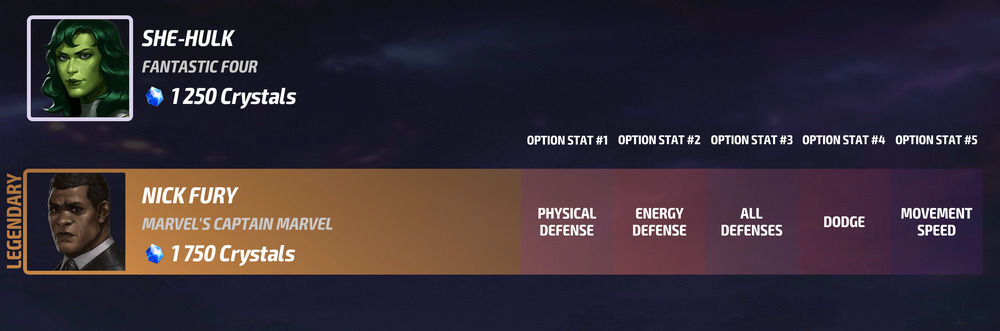 SHE-HULK
FANTASTIC FOUR
1 250 Crystals
OPTION STAT #1 OPTION STAT #2 OPTION STAT #3 OPTION STAT #4 OPTION STAT #5
LEGENDARY
NICK FURY
MARVEL'S CAPTAIN MARVEL
1 750 Crystals
PHYSICAL DEFENSE
ENERGY DEFENSE
ALL DEFENSES
DODGE
MOVEMENT SPEED